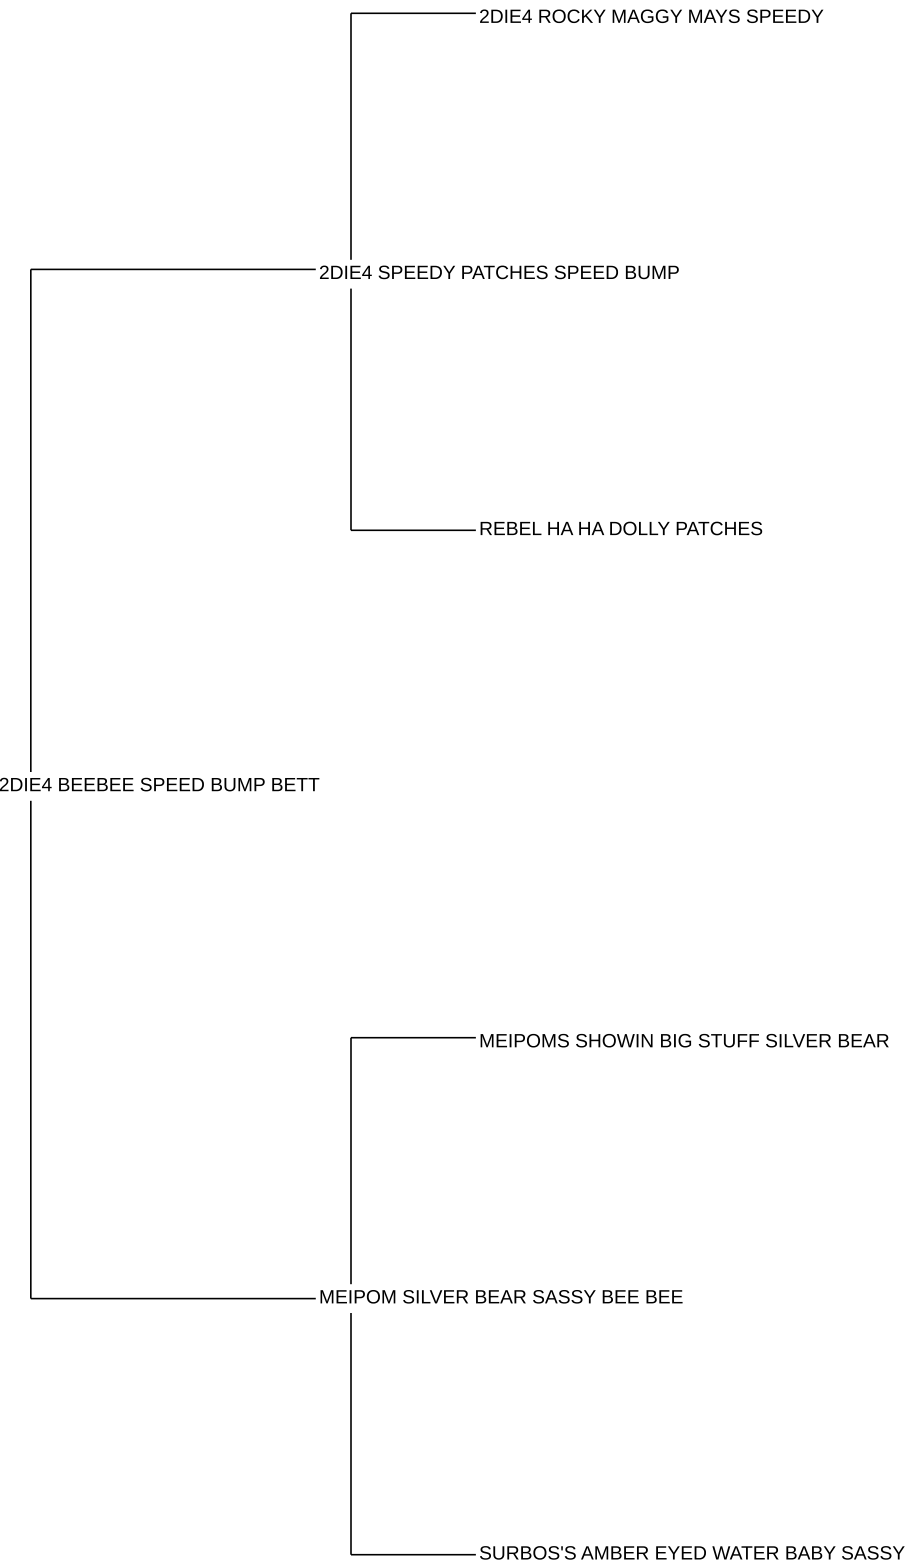 2DIE4 ROCKY MAGGY MAYS SPEEDY
2DIE4 SPEEDY PATCHES SPEED BUMP
REBEL HA HA DOLLY PATCHES
2DIE4 BEEBEE SPEED BUMP BETT
MEIPOMS SHOWIN BIG STUFF SILVER BEAR
MEIPOM SILVER BEAR SASSY BEE BEE
SURBOS'S AMBER EYED WATER BABY SASSY